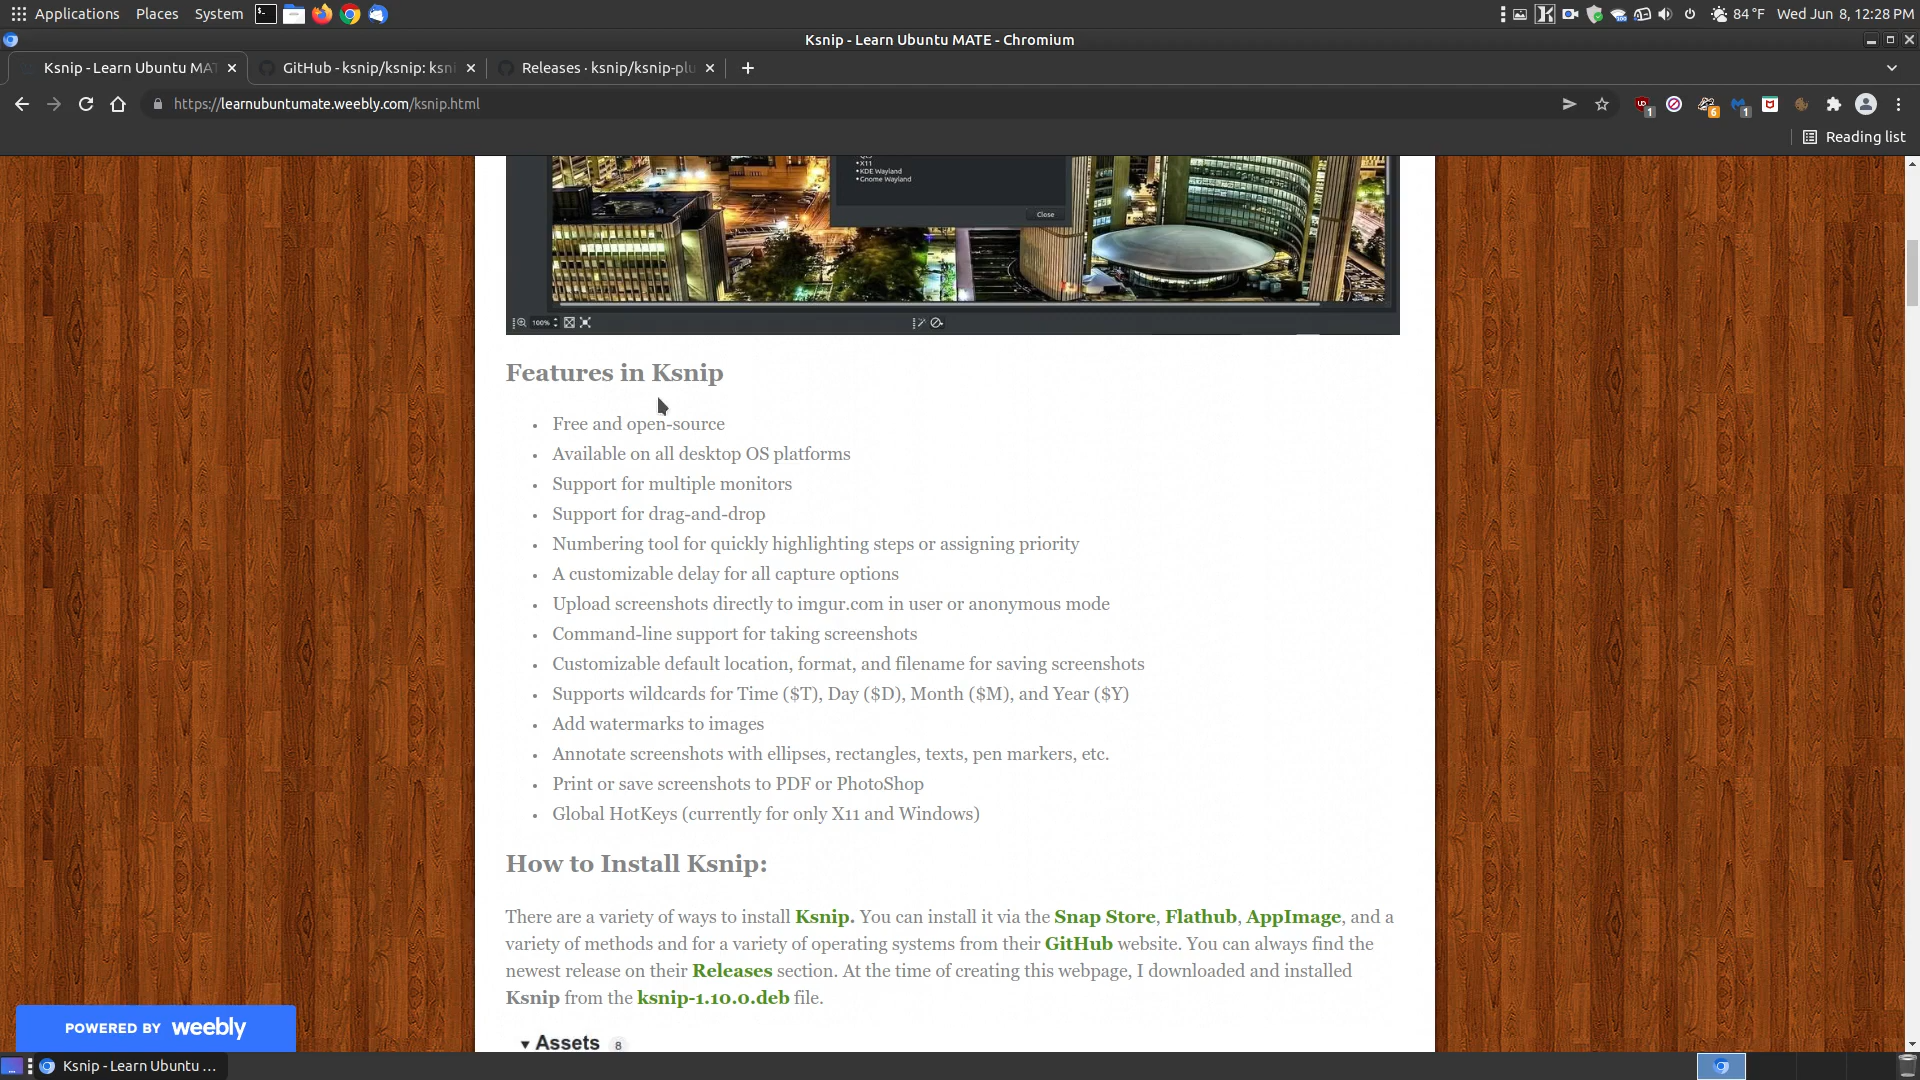 Applications Places System 84 °F Wed Jun 8, 12:28 PM
Ksnip - Learn Ubuntu MATE - Chromium
Ksnip - Learn Ubuntu MAT GitHub - ksnip/ksnip: ksni Releases · ksnip/ksnip-plu
https://learnubuntumate.weebly.com/ksnip.html
1 6 1
Reading list
•X11
•KDE Wayland
•Gnome Wayland
Close
100%
Features in Ksnip
• Free and open-source
• Available on all desktop OS platforms
• Support for multiple monitors
• Support for drag-and-drop
• Numbering tool for quickly highlighting steps or assigning priority
• A customizable delay for all capture options
• Upload screenshots directly to imgur.com in user or anonymous mode
• Command-line support for taking screenshots
• Customizable default location, format, and filename for saving screenshots
• Supports wildcards for Time ($T), Day ($D), Month ($M), and Year ($Y)
• Add watermarks to images
• Annotate screenshots with ellipses, rectangles, texts, pen markers, etc.
• Print or save screenshots to PDF or PhotoShop
• Global HotKeys (currently for only X11 and Windows)
How to Install Ksnip:
There are a variety of ways to install Ksnip. You can install it via the Snap Store, Flathub, AppImage, and a
variety of methods and for a variety of operating systems from their GitHub website. You can always find the
newest release on their Releases section. At the time of creating this webpage, I downloaded and installed
Ksnip from the ksnip-1.10.0.deb file.
▾ Assets 8
POWERED BY weebly
Ksnip - Learn Ubuntu ...